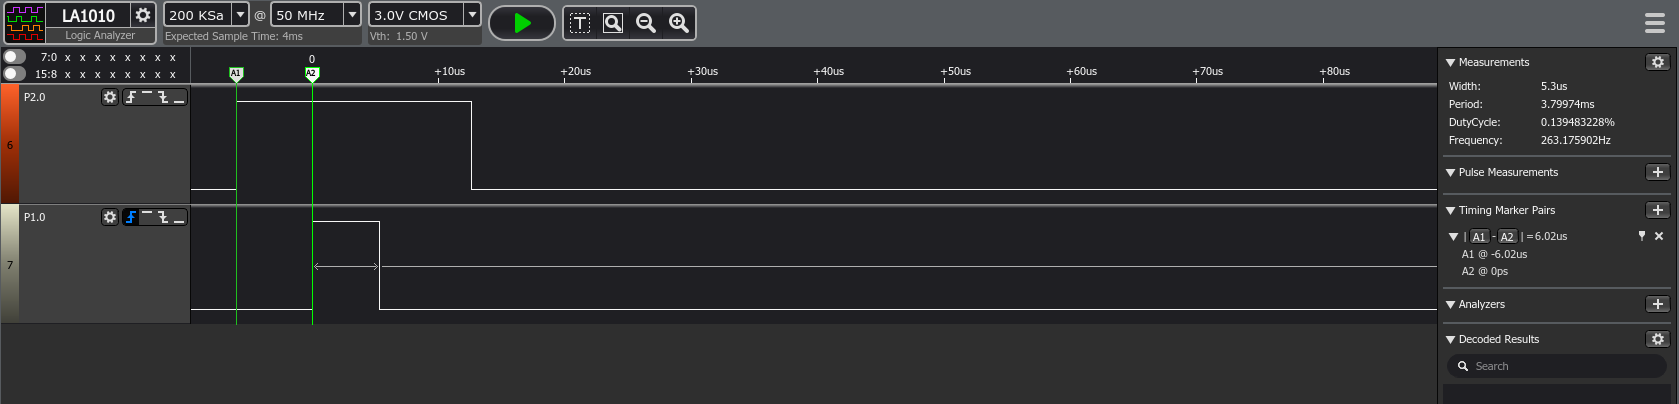 LA1010
Logic Analyzer
200 KSa @ 50 MHz
Expected Sample Time: 4ms
3.0V CMOS
Vth: 1.50 V
T
7:0 x x x x x x x x
15:8 x x x x x x x x
0
A1 A2 +10us +20us +30us +40us +50us +60us +70us +80us
P2.0
6
P1.0
7
Measurements
Width: 5.3us
Period: 3.79974ms
DutyCycle: 0.139483228%
Frequency: 263.175902Hz
Pulse Measurements
Timing Marker Pairs
| A1 - A2 | = 6.02us
A1 @ -6.02us
A2 @ 0ps
Analyzers
Decoded Results
Search